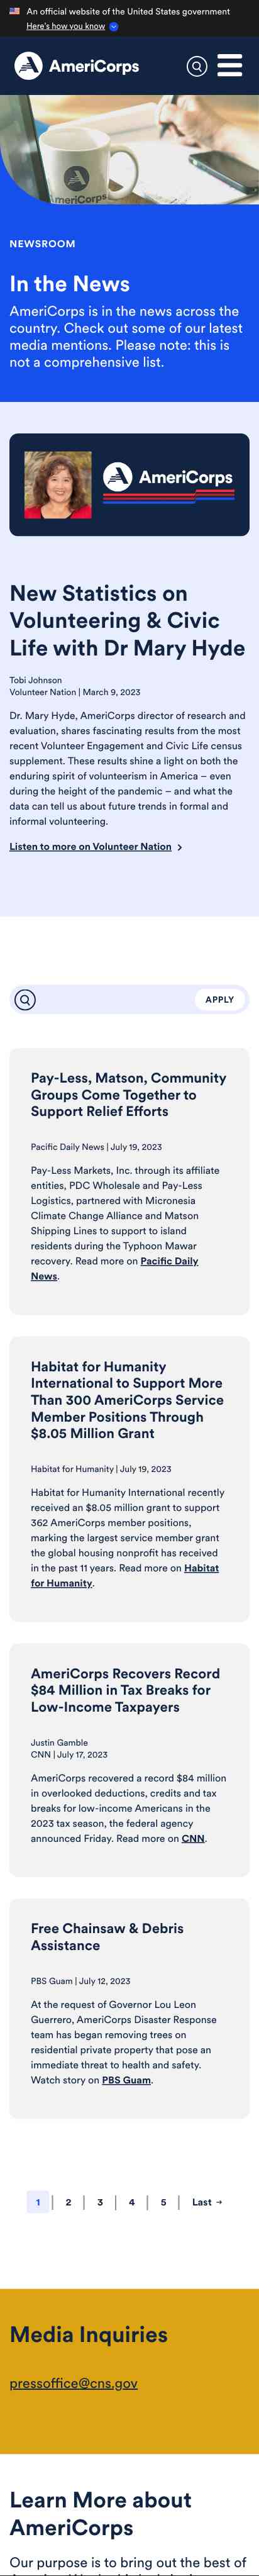 An official website of the United States government
Here's how you know
AmeriCorps
AmeriCorps
NEWSROOM
In the News
AmeriCorps is in the news across the
country. Check out some of our latest
media mentions. Please note: this is
not a comprehensive list.
AmeriCorps
New Statistics on
Volunteering & Civic
Life with Dr Mary Hyde
Tobi Johnson
Volunteer Nation | March 9, 2023
Dr. Mary Hyde, AmeriCorps director of research and
evaluation, shares fascinating results from the most
recent Volunteer Engagement and Civic Life census
supplement. These results shine a light on both the
enduring spirit of volunteerism in America – even
during the height of the pandemic – and what the
data can tell us about future trends in formal and
informal volunteering.
Listen to more on Volunteer Nation
APPLY
Pay-Less, Matson, Community
Groups Come Together to
Support Relief Efforts
Pacific Daily News | July 19, 2023
Pay-Less Markets, Inc. through its affiliate
entities, PDC Wholesale and Pay-Less
Logistics, partnered with Micronesia
Climate Change Alliance and Matson
Shipping Lines to support to island
residents during the Typhoon Mawar
recovery. Read more on Pacific Daily
News.
Habitat for Humanity
International to Support More
Than 300 AmeriCorps Service
Member Positions Through
$8.05 Million Grant
Habitat for Humanity | July 19, 2023
Habitat for Humanity International recently
received an $8.05 million grant to support
362 AmeriCorps member positions,
marking the largest service member grant
the global housing nonprofit has received
in the past 11 years. Read more on Habitat
for Humanity.
AmeriCorps Recovers Record
$84 Million in Tax Breaks for
Low-Income Taxpayers
Justin Gamble
CNN | July 17, 2023
AmeriCorps recovered a record $84 million
in overlooked deductions, credits and tax
breaks for low-income Americans in the
2023 tax season, the federal agency
announced Friday. Read more on CNN.
Free Chainsaw & Debris
Assistance
PBS Guam | July 12, 2023
At the request of Governor Lou Leon
Guerrero, AmeriCorps Disaster Response
team has began removing trees on
residential private property that pose an
immediate threat to health and safety.
Watch story on PBS Guam.
1 | 2 | 3 | 4 | 5 | Last →
Media Inquiries
pressoffice@cns.gov
Learn More about
AmeriCorps
Our purpose is to bring out the best of